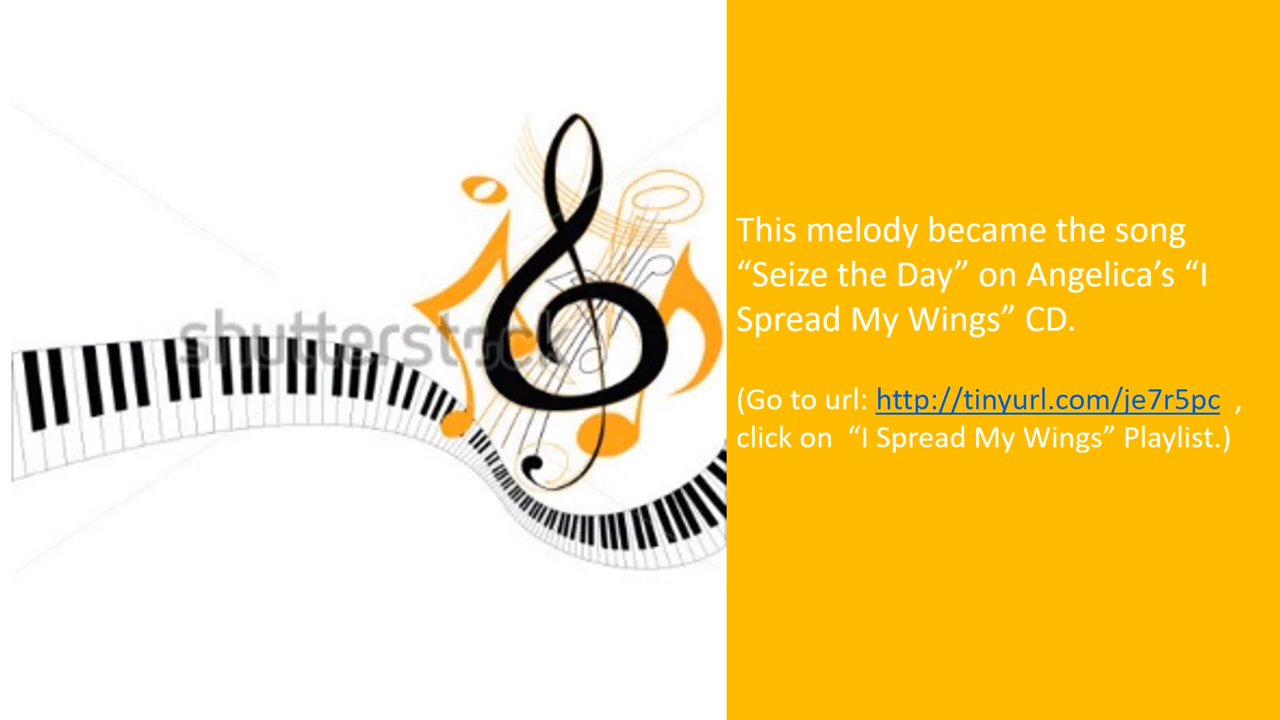 shutterstock
This melody became the song
“Seize the Day” on Angelica’s “I
Spread My Wings” CD.
(Go to url: http://tinyurl.com/je7r5pc ,
click on “I Spread My Wings” Playlist.)